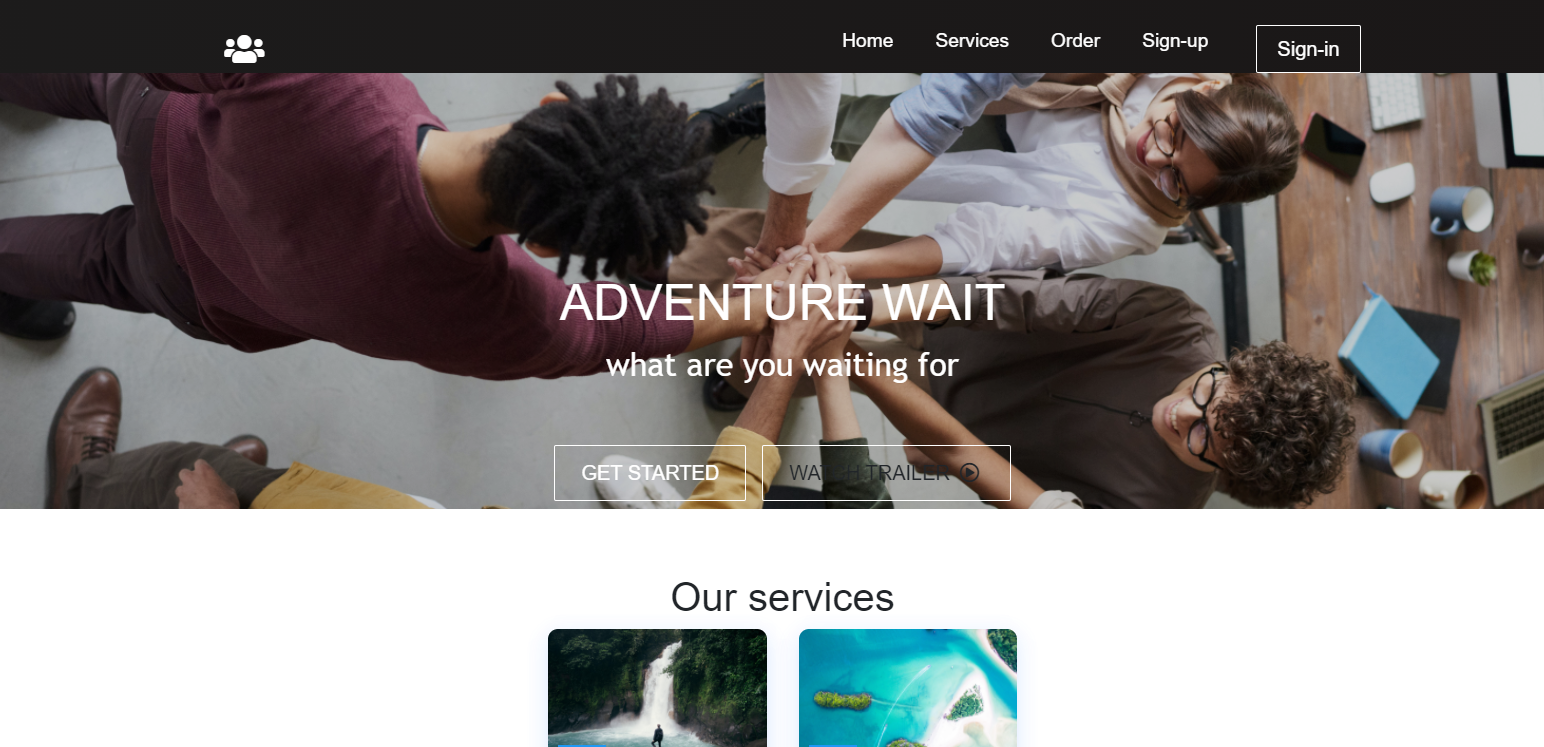 Home Services Order Sign-up Sign-in
ADVENTURE WAIT
what are you waiting for
GET STARTED WATCH TRAILER
Our services